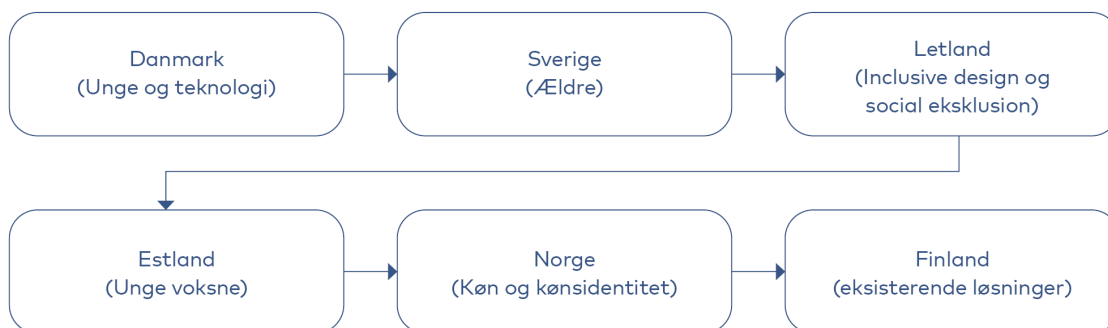 Danmark
(Unge og teknologi)
Sverige
(Ældre)
Letland
(Inclusive design og
social eksklusion)
Estland
(Unge voksne)
Norge
(Køn og kønsidentitet)
Finland
(eksisterende løsninger)